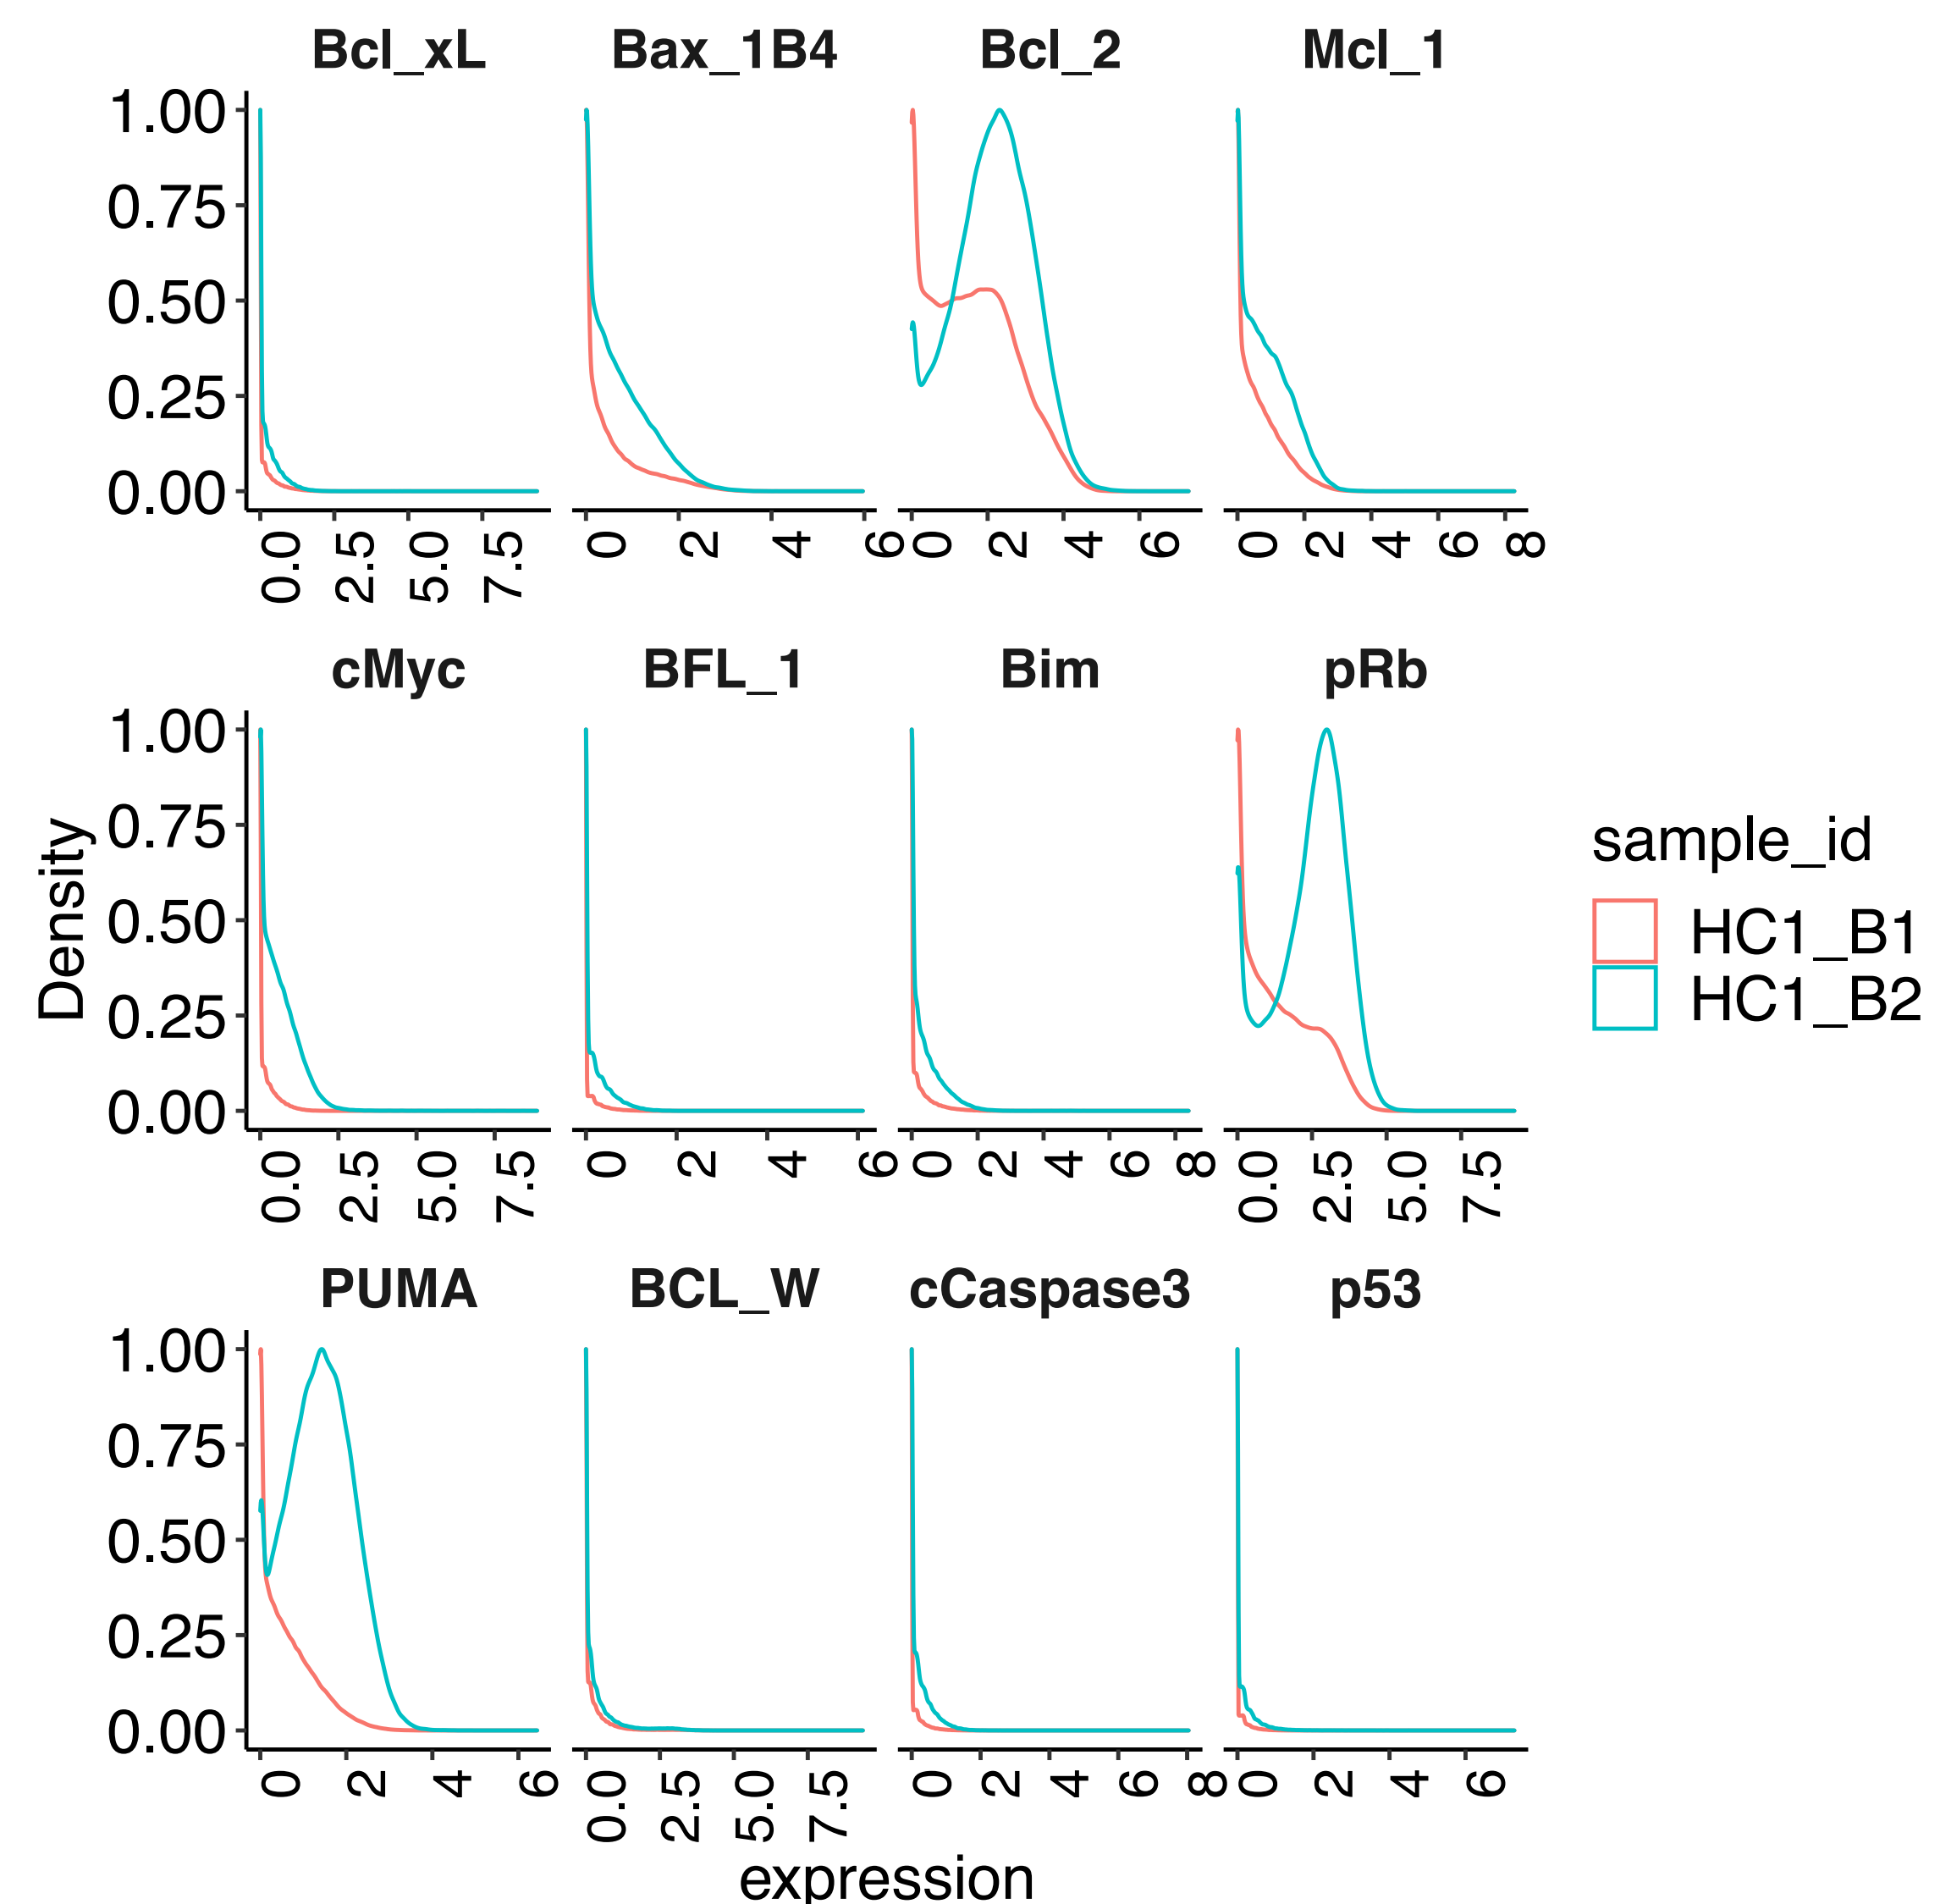 Bcl_xL Bax_1B4 Bcl_2 Mcl_1
1.00
0.75
0.50
0.25
0.00
0.0 2.5 5.0 7.5 0 2 4 6 0 2 4 6 0 2 4 6 8
cMyc BFL_1 Bim pRb
1.00
0.75
0.50
0.25
0.00
0.0 2.5 5.0 7.5 0 2 4 6 0 2 4 6 8 0.0 2.5 5.0 7.5
Density
sample_id
HC1_B1
HC1_B2
PUMA BCL_W cCaspase3 p53
1.00
0.75
0.50
0.25
0.00
0 2 4 6 0.0 2.5 5.0 7.5 0 2 4 6 8 0 2 4 6
expression